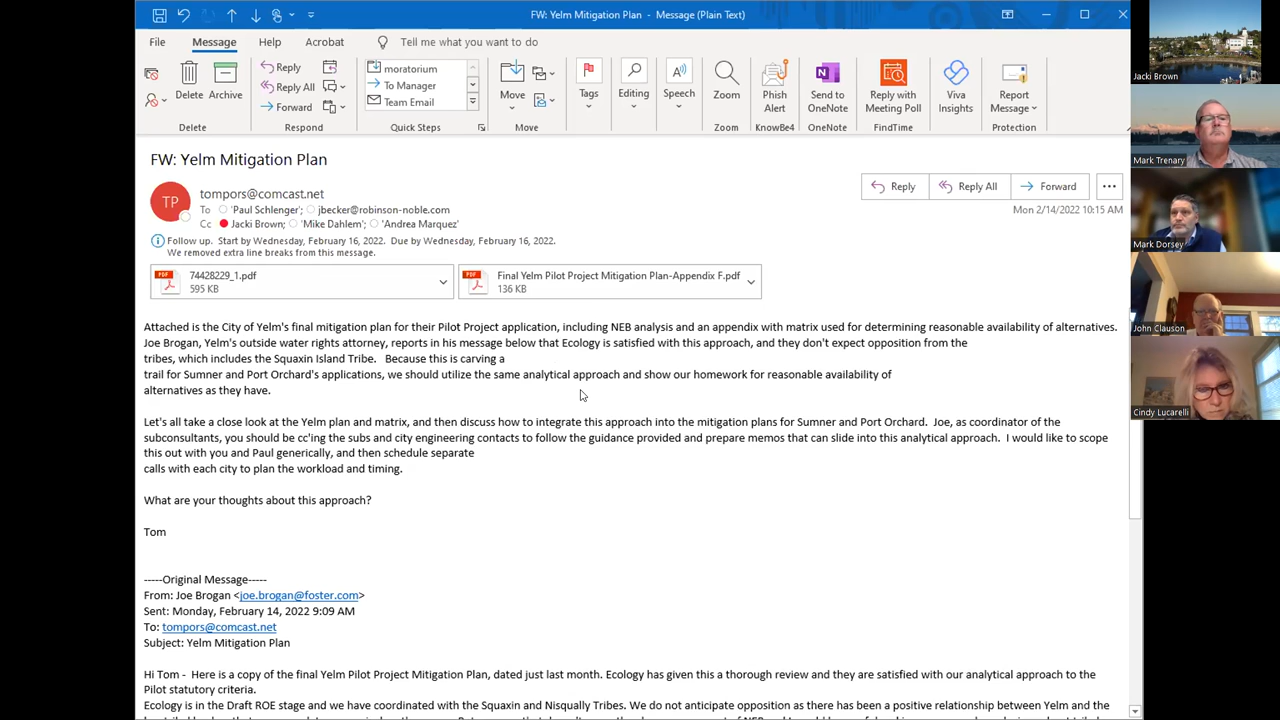 FW: Yelm Mitigation Plan - Message (Plain Text)
File Message Help Acrobat Tell me what you want to do
Delete
Archive
Delete
Reply
Reply All
Forward
Respond
moratorium
To Manager
Team Email
Quick Steps
Move
Move
Tags
Editing
Speech
Zoom
Zoom
Phish
Alert
KnowBe4
Send to
OneNote
OneNote
Reply with
Meeting Poll
FindTime
Viva
Insights
Report
Message
Protection
FW: Yelm Mitigation Plan
TP
tompors@comcast.net
To 'Paul Schlenger'; jbecker@robinson-noble.com
Cc Jacki Brown; 'Mike Dahlem'; 'Andrea Marquez'
Reply Reply All Forward
Mon 2/14/2022 10:15 AM
Follow up. Start by Wednesday, February 16, 2022. Due by Wednesday, February 16, 2022.
We removed extra line breaks from this message.
PDF 74428229_1.pdf
595 KB
PDF Final Yelm Pilot Project Mitigation Plan-Appendix F.pdf
136 KB
Attached is the City of Yelm's final mitigation plan for their Pilot Project application, including NEB analysis and an appendix with matrix used for determining reasonable availability of alternatives.
Joe Brogan, Yelm's outside water rights attorney, reports in his message below that Ecology is satisfied with this approach, and they don't expect opposition from the
tribes, which includes the Squaxin Island Tribe. Because this is carving a
trail for Sumner and Port Orchard's applications, we should utilize the same analytical approach and show our homework for reasonable availability of
alternatives as they have.
Let's all take a close look at the Yelm plan and matrix, and then discuss how to integrate this approach into the mitigation plans for Sumner and Port Orchard. Joe, as coordinator of the
subconsultants, you should be cc'ing the subs and city engineering contacts to follow the guidance provided and prepare memos that can slide into this analytical approach. I would like to scope
this out with you and Paul generically, and then schedule separate
calls with each city to plan the workload and timing.
What are your thoughts about this approach?
Tom
-----Original Message-----
From: Joe Brogan <joe.brogan@foster.com>
Sent: Monday, February 14, 2022 9:09 AM
To: tompors@comcast.net
Subject: Yelm Mitigation Plan
Hi Tom - Here is a copy of the final Yelm Pilot Project Mitigation Plan, dated just last month. Ecology has given this a thorough review and they are satisfied with our analytical approach to the
Pilot statutory criteria.
Ecology is in the Draft ROE stage and we have coordinated with the Squaxin and Nisqually Tribes. We do not anticipate opposition as there has been a positive relationship between Yelm and the
Jacki Brown
Mark Trenary
Mark Dorsey
John Clauson
Cindy Lucarelli